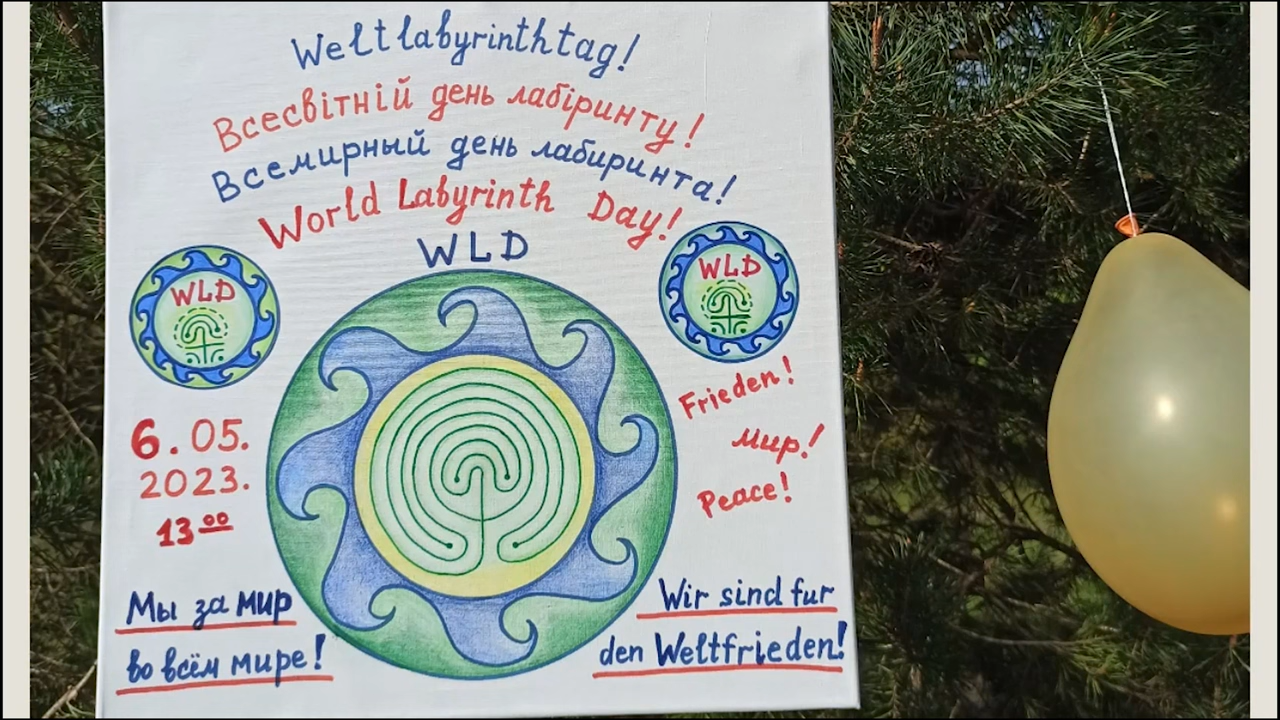 Weltlabyrinthtag!
Всесвітній день лабіринту!
Всемирный день лабиринта!
World Labyrinth Day!
WLD
WLD
WLD
6.05.
2023.
13⁰⁰
Frieden!
Мир!
Peace!
Мы за мир
во всём мире!
Wir sind fur
den Weltfrieden!